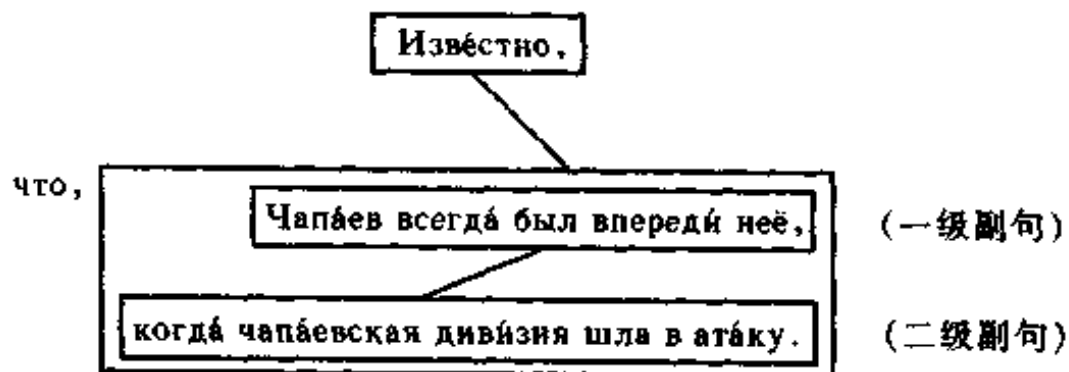 Изве́стно,
что,
Чапа́ев всегда́ был впереди́ неё, (一级副句)
когда́ чапа́евская диви́зия шла в ата́ку. (二级副句)